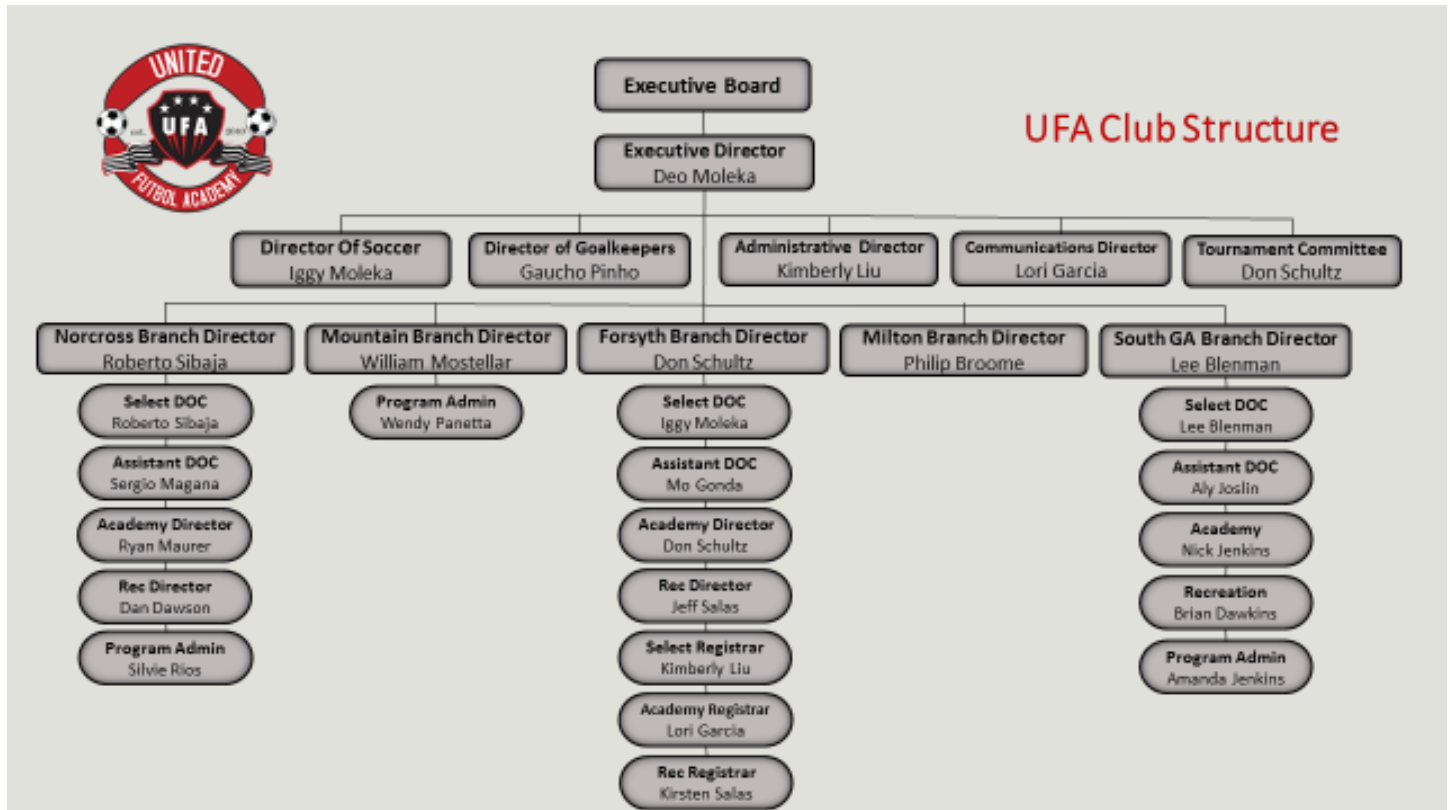 UNITED
est.
UFA
2010
FUTBOL ACADEMY
UFA Club Structure
Executive Board
Executive Director
Deo Moleka
Director Of Soccer
Iggy Moleka
Director of Goalkeepers
Gaucho Pinho
Administrative Director
Kimberly Liu
Communications Director
Lori Garcia
Tournament Committee
Don Schultz
Norcross Branch Director
Roberto Sibaja
Mountain Branch Director
William Mostellar
Forsyth Branch Director
Don Schultz
Milton Branch Director
Philip Broome
South GA Branch Director
Lee Blenman
Select DOC
Roberto Sibaja
Assistant DOC
Sergio Magana
Academy Director
Ryan Maurer
Rec Director
Dan Dawson
Program Admin
Silvie Rios
Program Admin
Wendy Panetta
Select DOC
Iggy Moleka
Assistant DOC
Mo Gonda
Academy Director
Don Schultz
Rec Director
Jeff Salas
Select Registrar
Kimberly Liu
Academy Registrar
Lori Garcia
Rec Registrar
Kirsten Salas
Select DOC
Lee Blenman
Assistant DOC
Aly Joslin
Academy
Nick Jenkins
Recreation
Brian Dawkins
Program Admin
Amanda Jenkins